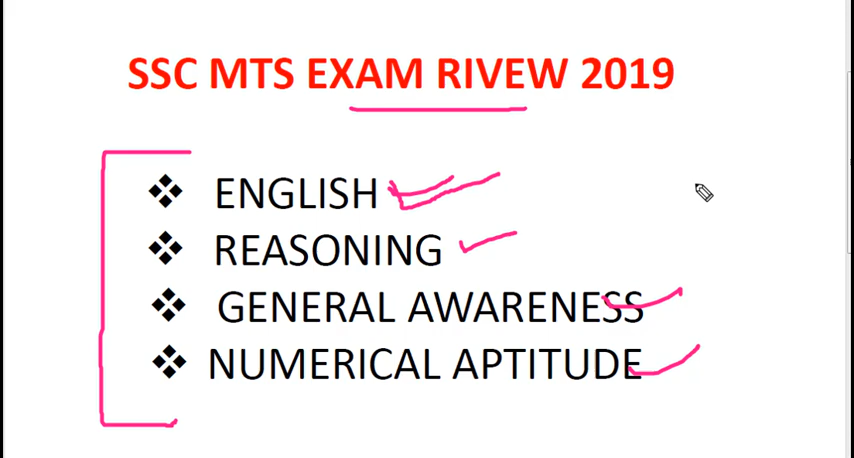 SSC MTS EXAM RIVEW 2019
❖ ENGLISH
❖ REASONING
❖ GENERAL AWARENESS
❖ NUMERICAL APTITUDE